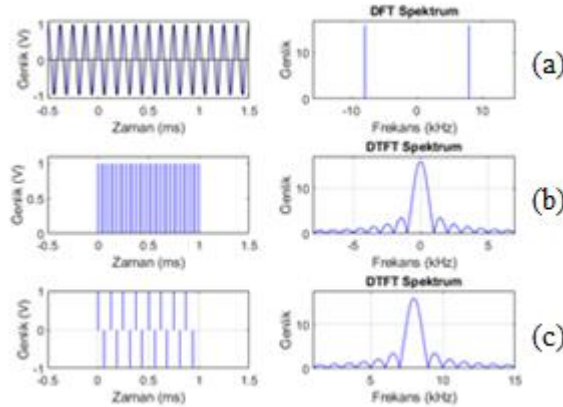 DFT Spektrum
Genlik (V)
1
0
-1
-0.5 0 0.5 1 1.5
Zaman (ms)
Genlik
10
0
-10 0 10
Frekans (kHz)
(a)
DTFT Spektrum
Genlik (V)
1
0.5
0
-0.5 0 0.5 1 1.5
Zaman (ms)
Genlik
10
0
-5 0 5
Frekans (kHz)
(b)
DTFT Spektrum
Genlik (V)
1
0
-1
-0.5 0 0.5 1 1.5
Zaman (ms)
Genlik
10
0
5 10 15
Frekans (kHz)
(c)